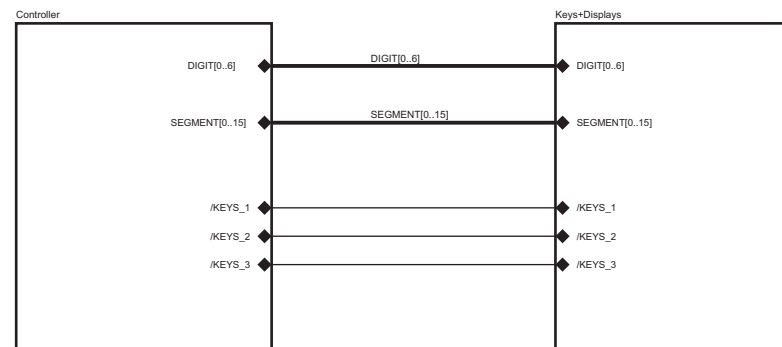 Controller Keys+Displays
DIGIT[0..6] DIGIT[0..6] DIGIT[0..6]
SEGMENT[0..15] SEGMENT[0..15] SEGMENT[0..15]
/KEYS_1 /KEYS_1
/KEYS_2 /KEYS_2
/KEYS_3 /KEYS_3